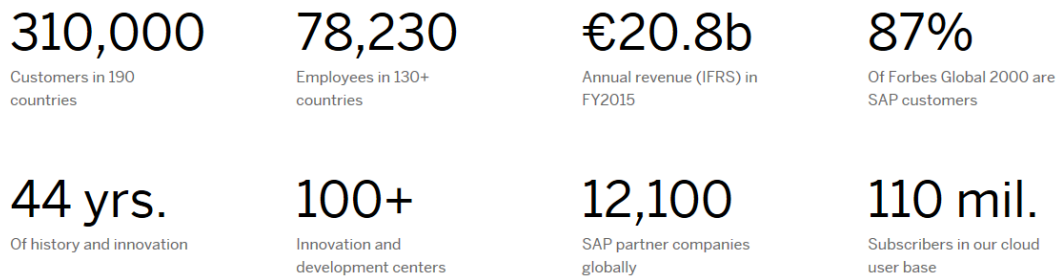 310,000
Customers in 190
countries
78,230
Employees in 130+
countries
€20.8b
Annual revenue (IFRS) in
FY2015
87%
Of Forbes Global 2000 are
SAP customers
44 yrs.
Of history and innovation
100+
Innovation and
development centers
12,100
SAP partner companies
globally
110 mil.
Subscribers in our cloud
user base